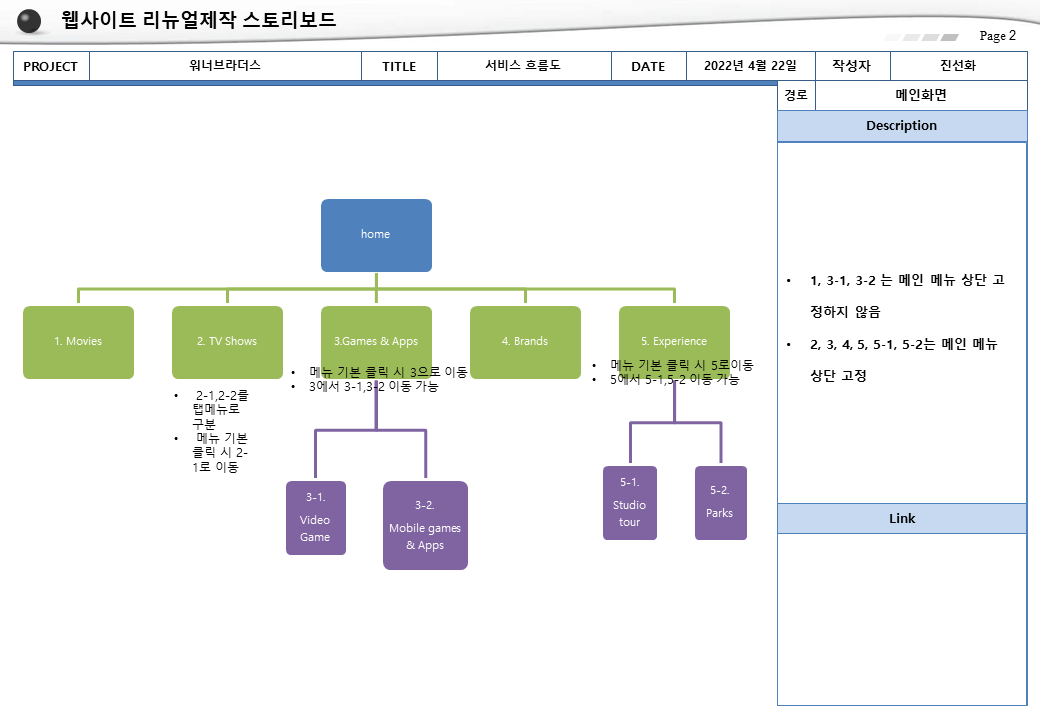 웹사이트 리뉴얼제작 스토리보드
Page 2
PROJECT 워너브라더스 TITLE 서비스 흐름도 DATE 2022년 4월 22일 작성자 진선화
경로 메인화면
Description
home
1. Movies
2. TV Shows
3.Games & Apps
4. Brands
5. Experience
• 메뉴 기본 클릭 시 3으로 이동
• 3에서 3-1,3-2 이동 가능
• 메뉴 기본 클릭 시 5로이동
• 5에서 5-1,5-2 이동 가능
• 2-1,2-2를
탭메뉴로
구분
• 메뉴 기본
클릭 시 2-
1로 이동
3-1.
Video
Game
3-2.
Mobile games
& Apps
5-1.
Studio
tour
5-2.
Parks
• 1, 3-1, 3-2 는 메인 메뉴 상단 고
정하지 않음
• 2, 3, 4, 5, 5-1, 5-2는 메인 메뉴
상단 고정
Link